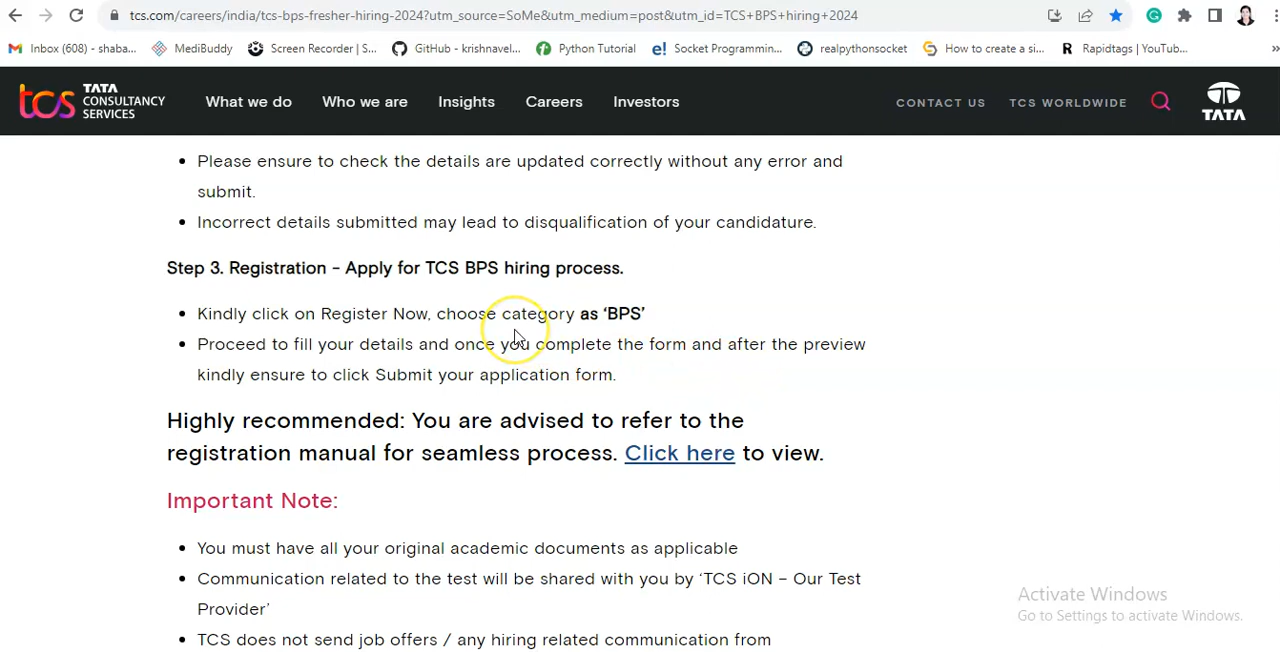 tcs.com/careers/india/tcs-bps-fresher-hiring-2024?utm_source=SoMe&utm_medium=post&utm_id=TCS+BPS+hiring+2024
Inbox (608) - shaba... MediBuddy Screen Recorder | S... GitHub - krishnavel... Python Tutorial Socket Programmin... realpythonsocket How to create a si... Rapidtags | YouTub... »
tcs TATA CONSULTANCY SERVICES What we do Who we are Insights Careers Investors CONTACT US TCS WORLDWIDE TATA
• Please ensure to check the details are updated correctly without any error and
submit.
• Incorrect details submitted may lead to disqualification of your candidature.
Step 3. Registration - Apply for TCS BPS hiring process.
• Kindly click on Register Now, choose category as ‘BPS’
• Proceed to fill your details and once you complete the form and after the preview
kindly ensure to click Submit your application form.
Highly recommended: You are advised to refer to the
registration manual for seamless process. Click here to view.
Important Note:
• You must have all your original academic documents as applicable
• Communication related to the test will be shared with you by ‘TCS iON – Our Test
Provider’
• TCS does not send job offers / any hiring related communication from
Activate Windows
Go to Settings to activate Windows.